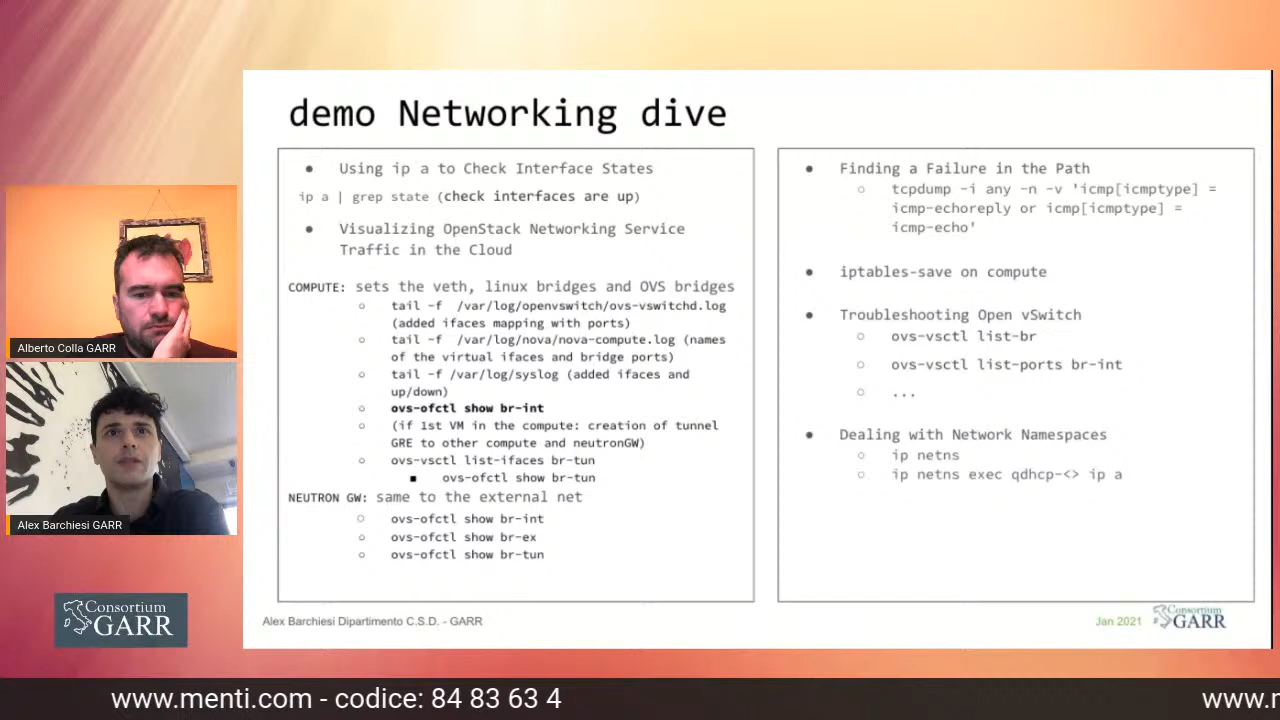 demo Networking dive
● Using ip a to Check Interface States
ip a | grep state (check interfaces are up)
● Visualizing OpenStack Networking Service
Traffic in the Cloud
COMPUTE: sets the veth, linux bridges and OVS bridges
○ tail -f /var/log/openvswitch/ovs-vswitchd.log
(added ifaces mapping with ports)
○ tail -f /var/log/nova/nova-compute.log (names
of the virtual ifaces and bridge ports)
○ tail -f /var/log/syslog (added ifaces and
up/down)
○ ovs-ofctl show br-int
○ (if 1st VM in the compute: creation of tunnel
GRE to other compute and neutronGW)
○ ovs-vsctl list-ifaces br-tun
■ ovs-ofctl show br-tun
NEUTRON GW: same to the external net
○ ovs-ofctl show br-int
○ ovs-ofctl show br-ex
○ ovs-ofctl show br-tun
● Finding a Failure in the Path
○ tcpdump -i any -n -v 'icmp[icmptype] =
icmp-echoreply or icmp[icmptype] =
icmp-echo'
● iptables-save on compute
● Troubleshooting Open vSwitch
○ ovs-vsctl list-br
○ ovs-vsctl list-ports br-int
○ ...
● Dealing with Network Namespaces
○ ip netns
○ ip netns exec qdhcp-<> ip a
Alex Barchiesi Dipartimento C.S.D. - GARR
Jan 2021
Consortium
GARR
Alberto Colla GARR
Alex Barchiesi GARR
Consortium
GARR
www.menti.com - codice: 84 83 63 4
www.m